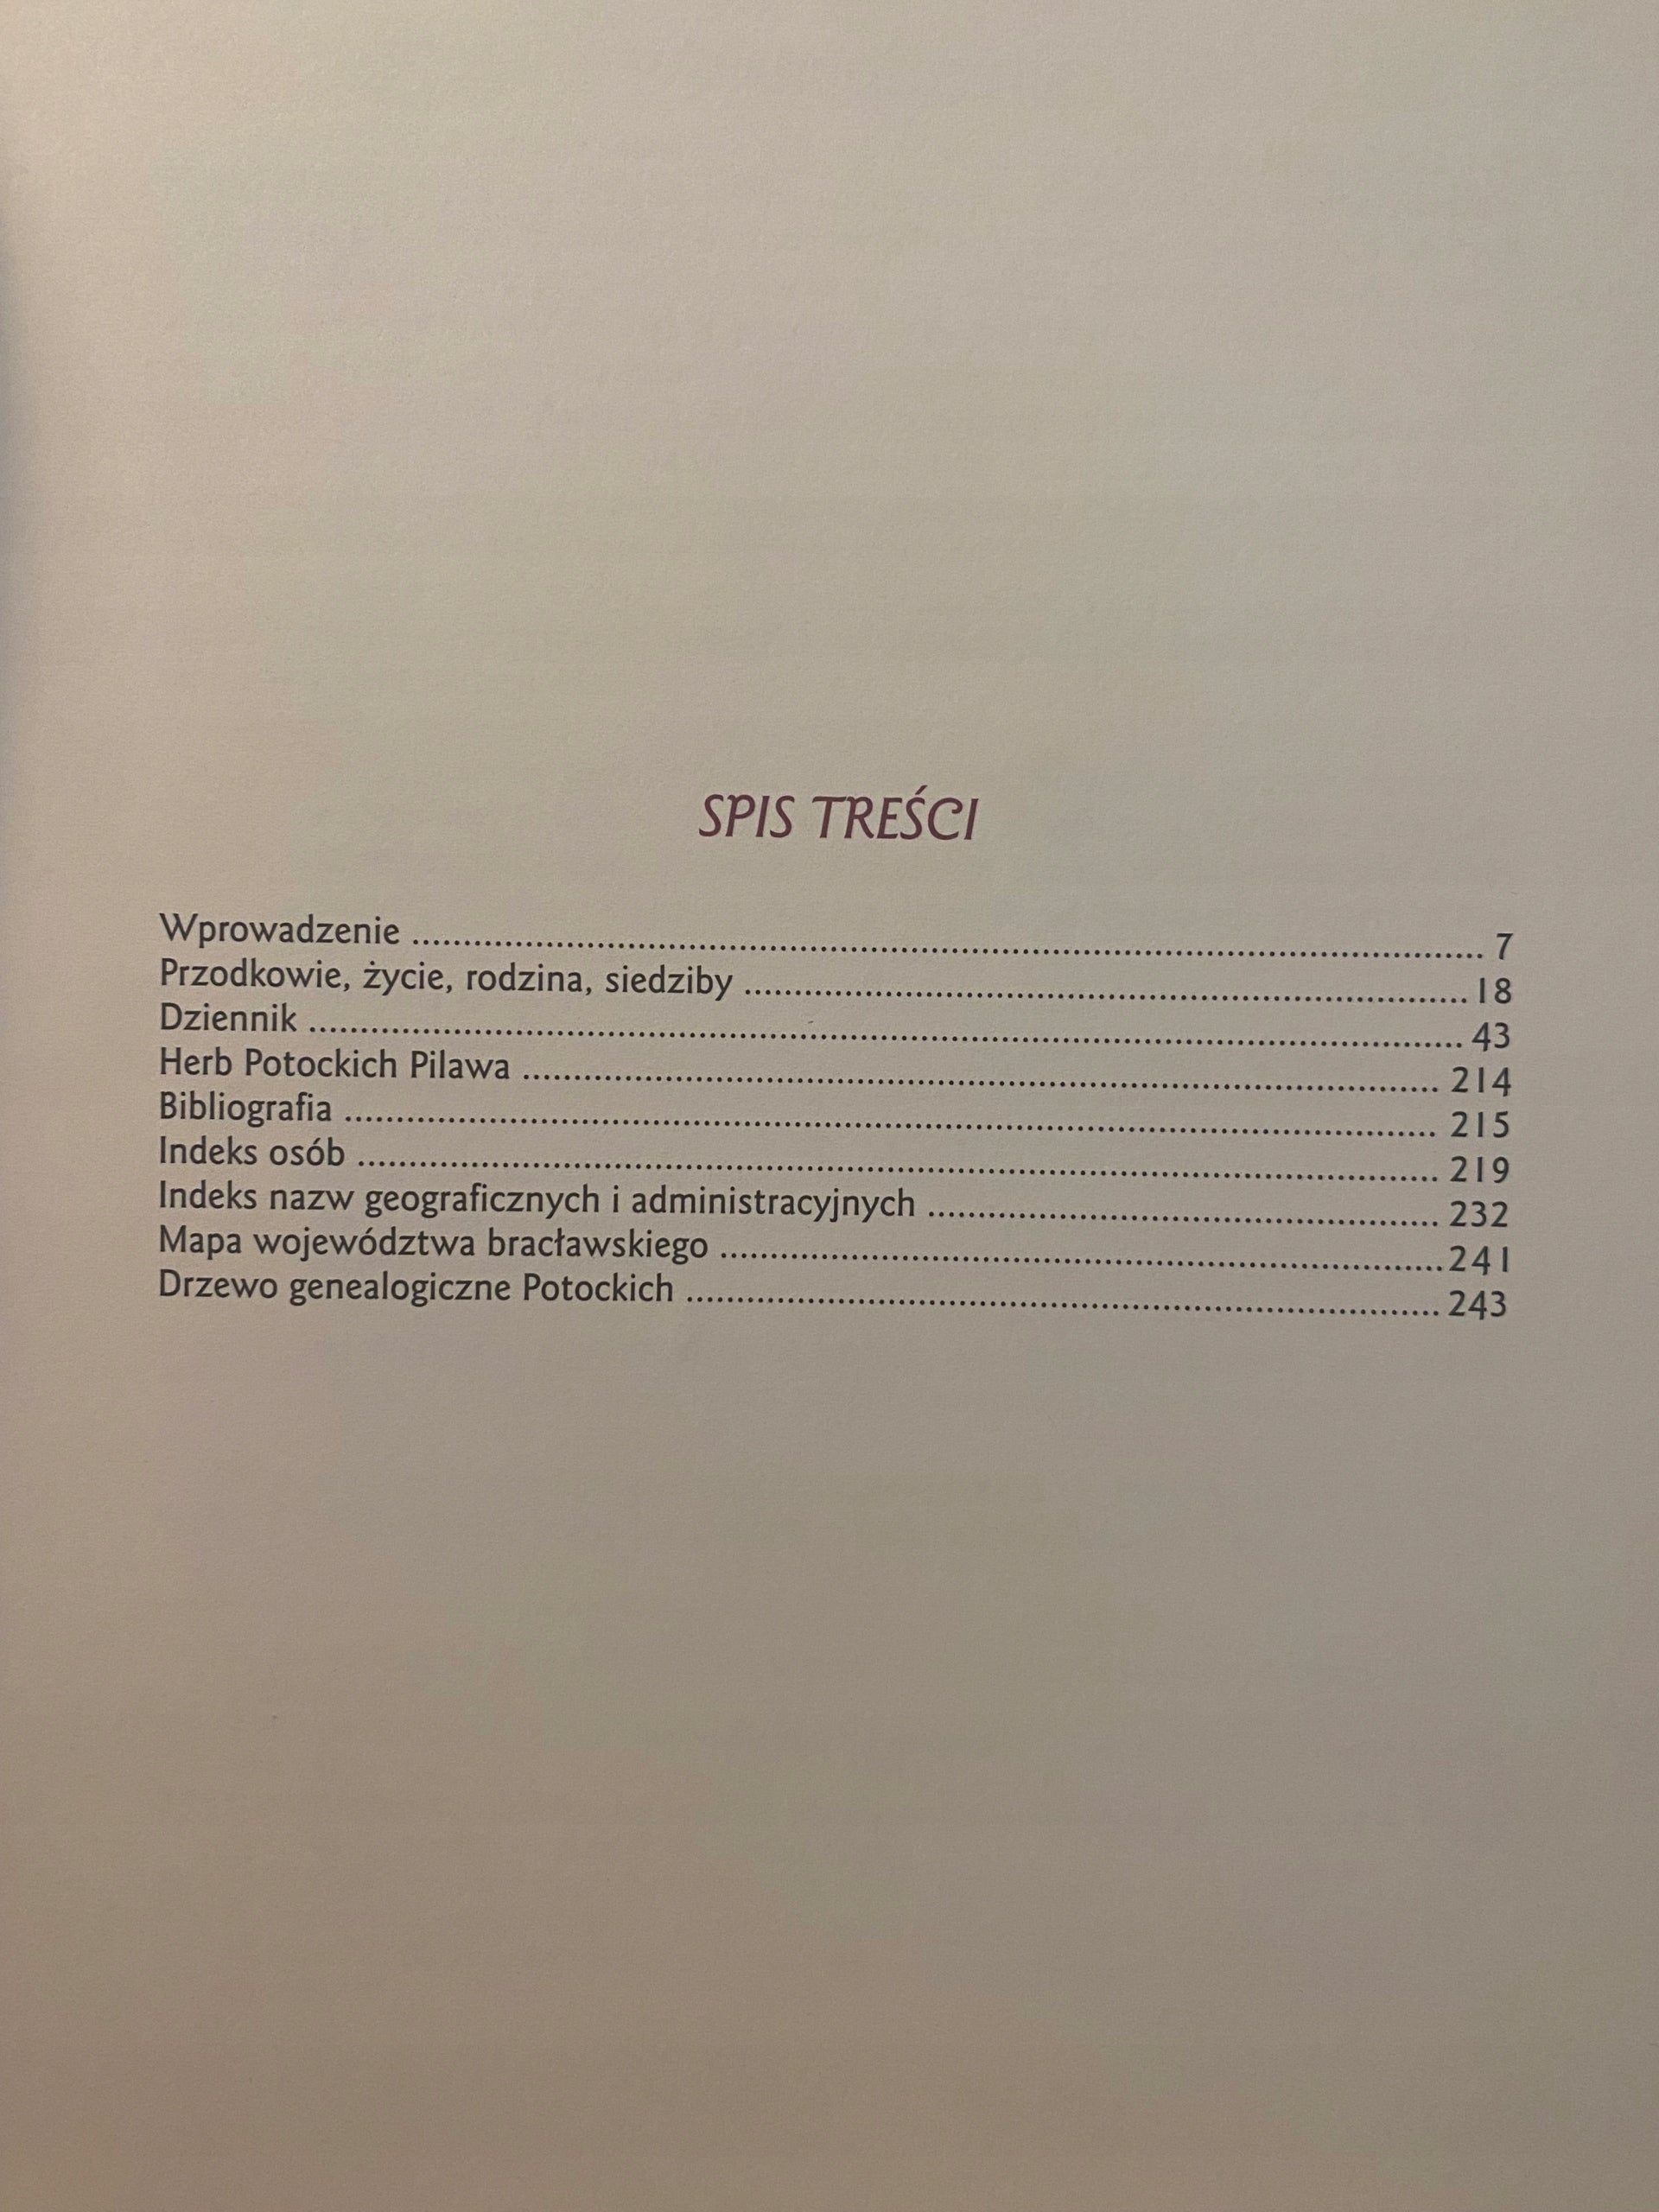 SPIS TREŚCI
Wprowadzenie ........ 7
Przodkowie, życie, rodzina, siedziby ........ 18
Dziennik ........ 43
Herb Potockich Pilawa ........ 214
Bibliografia ........ 215
Indeks osób ........ 219
Indeks nazw geograficznych i administracyjnych ........ 232
Mapa województwa bracławskiego ........ 241
Drzewo genealogiczne Potockich ........ 243